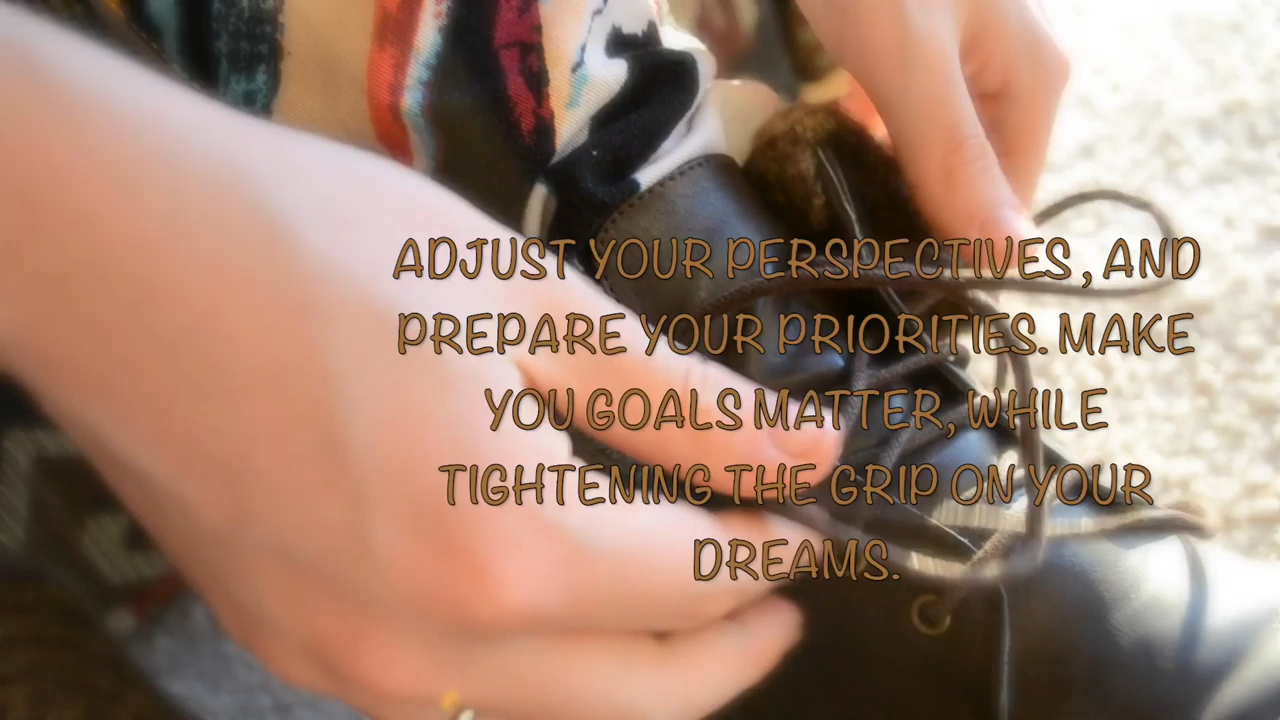 ADJUST YOUR PERSPECTIVES , AND
PREPARE YOUR PRIORITIES. MAKE
YOU GOALS MATTER, WHILE
TIGHTENING THE GRIP ON YOUR
DREAMS.